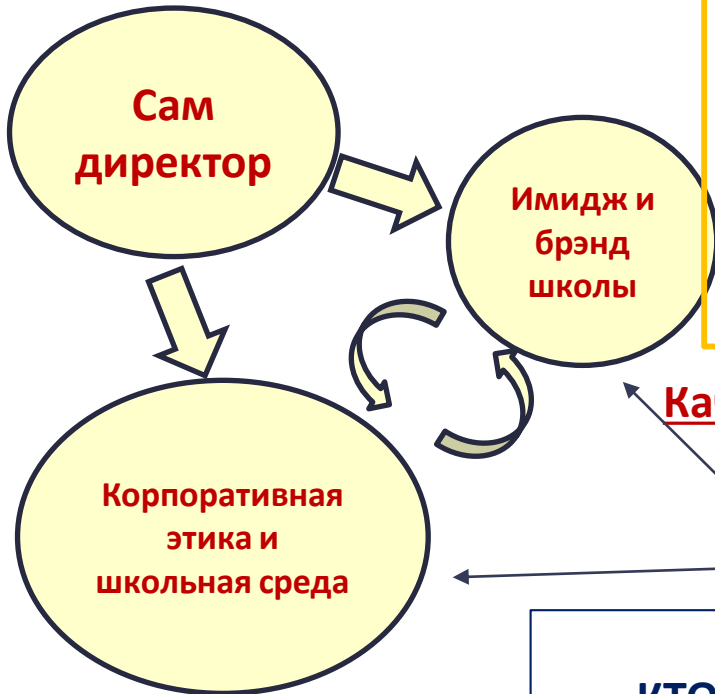 Сам
директор
Имидж и
брэнд
школы
Корпоративная
этика и
школьная среда